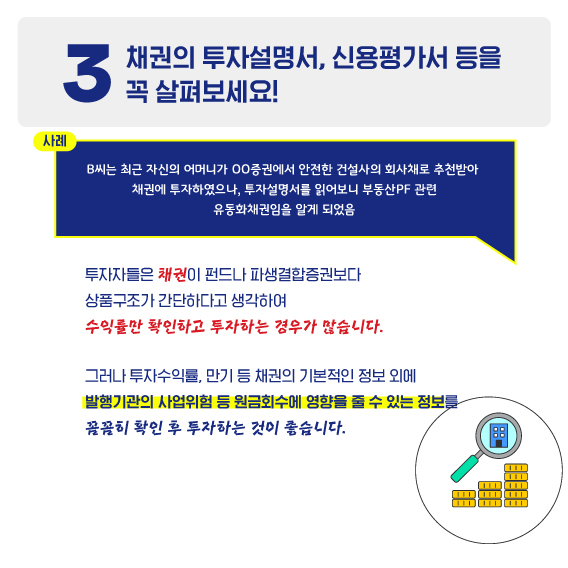 3
채권의 투자설명서, 신용평가서 등을
꼭 살펴보세요!
사례
B씨는 최근 자신의 어머니가 OO증권에서 안전한 건설사의 회사채로 추천받아
채권에 투자하였으나, 투자설명서를 읽어보니 부동산PF 관련
유동화채권임을 알게 되었음
투자자들은 채권이 펀드나 파생결합증권보다
상품구조가 간단하다고 생각하여
수익률만 확인하고 투자하는 경우가 많습니다.
그러나 투자수익률, 만기 등 채권의 기본적인 정보 외에
발행기관의 사업위험 등 원금회수에 영향을 줄 수 있는 정보를
꼼꼼히 확인 후 투자하는 것이 좋습니다.